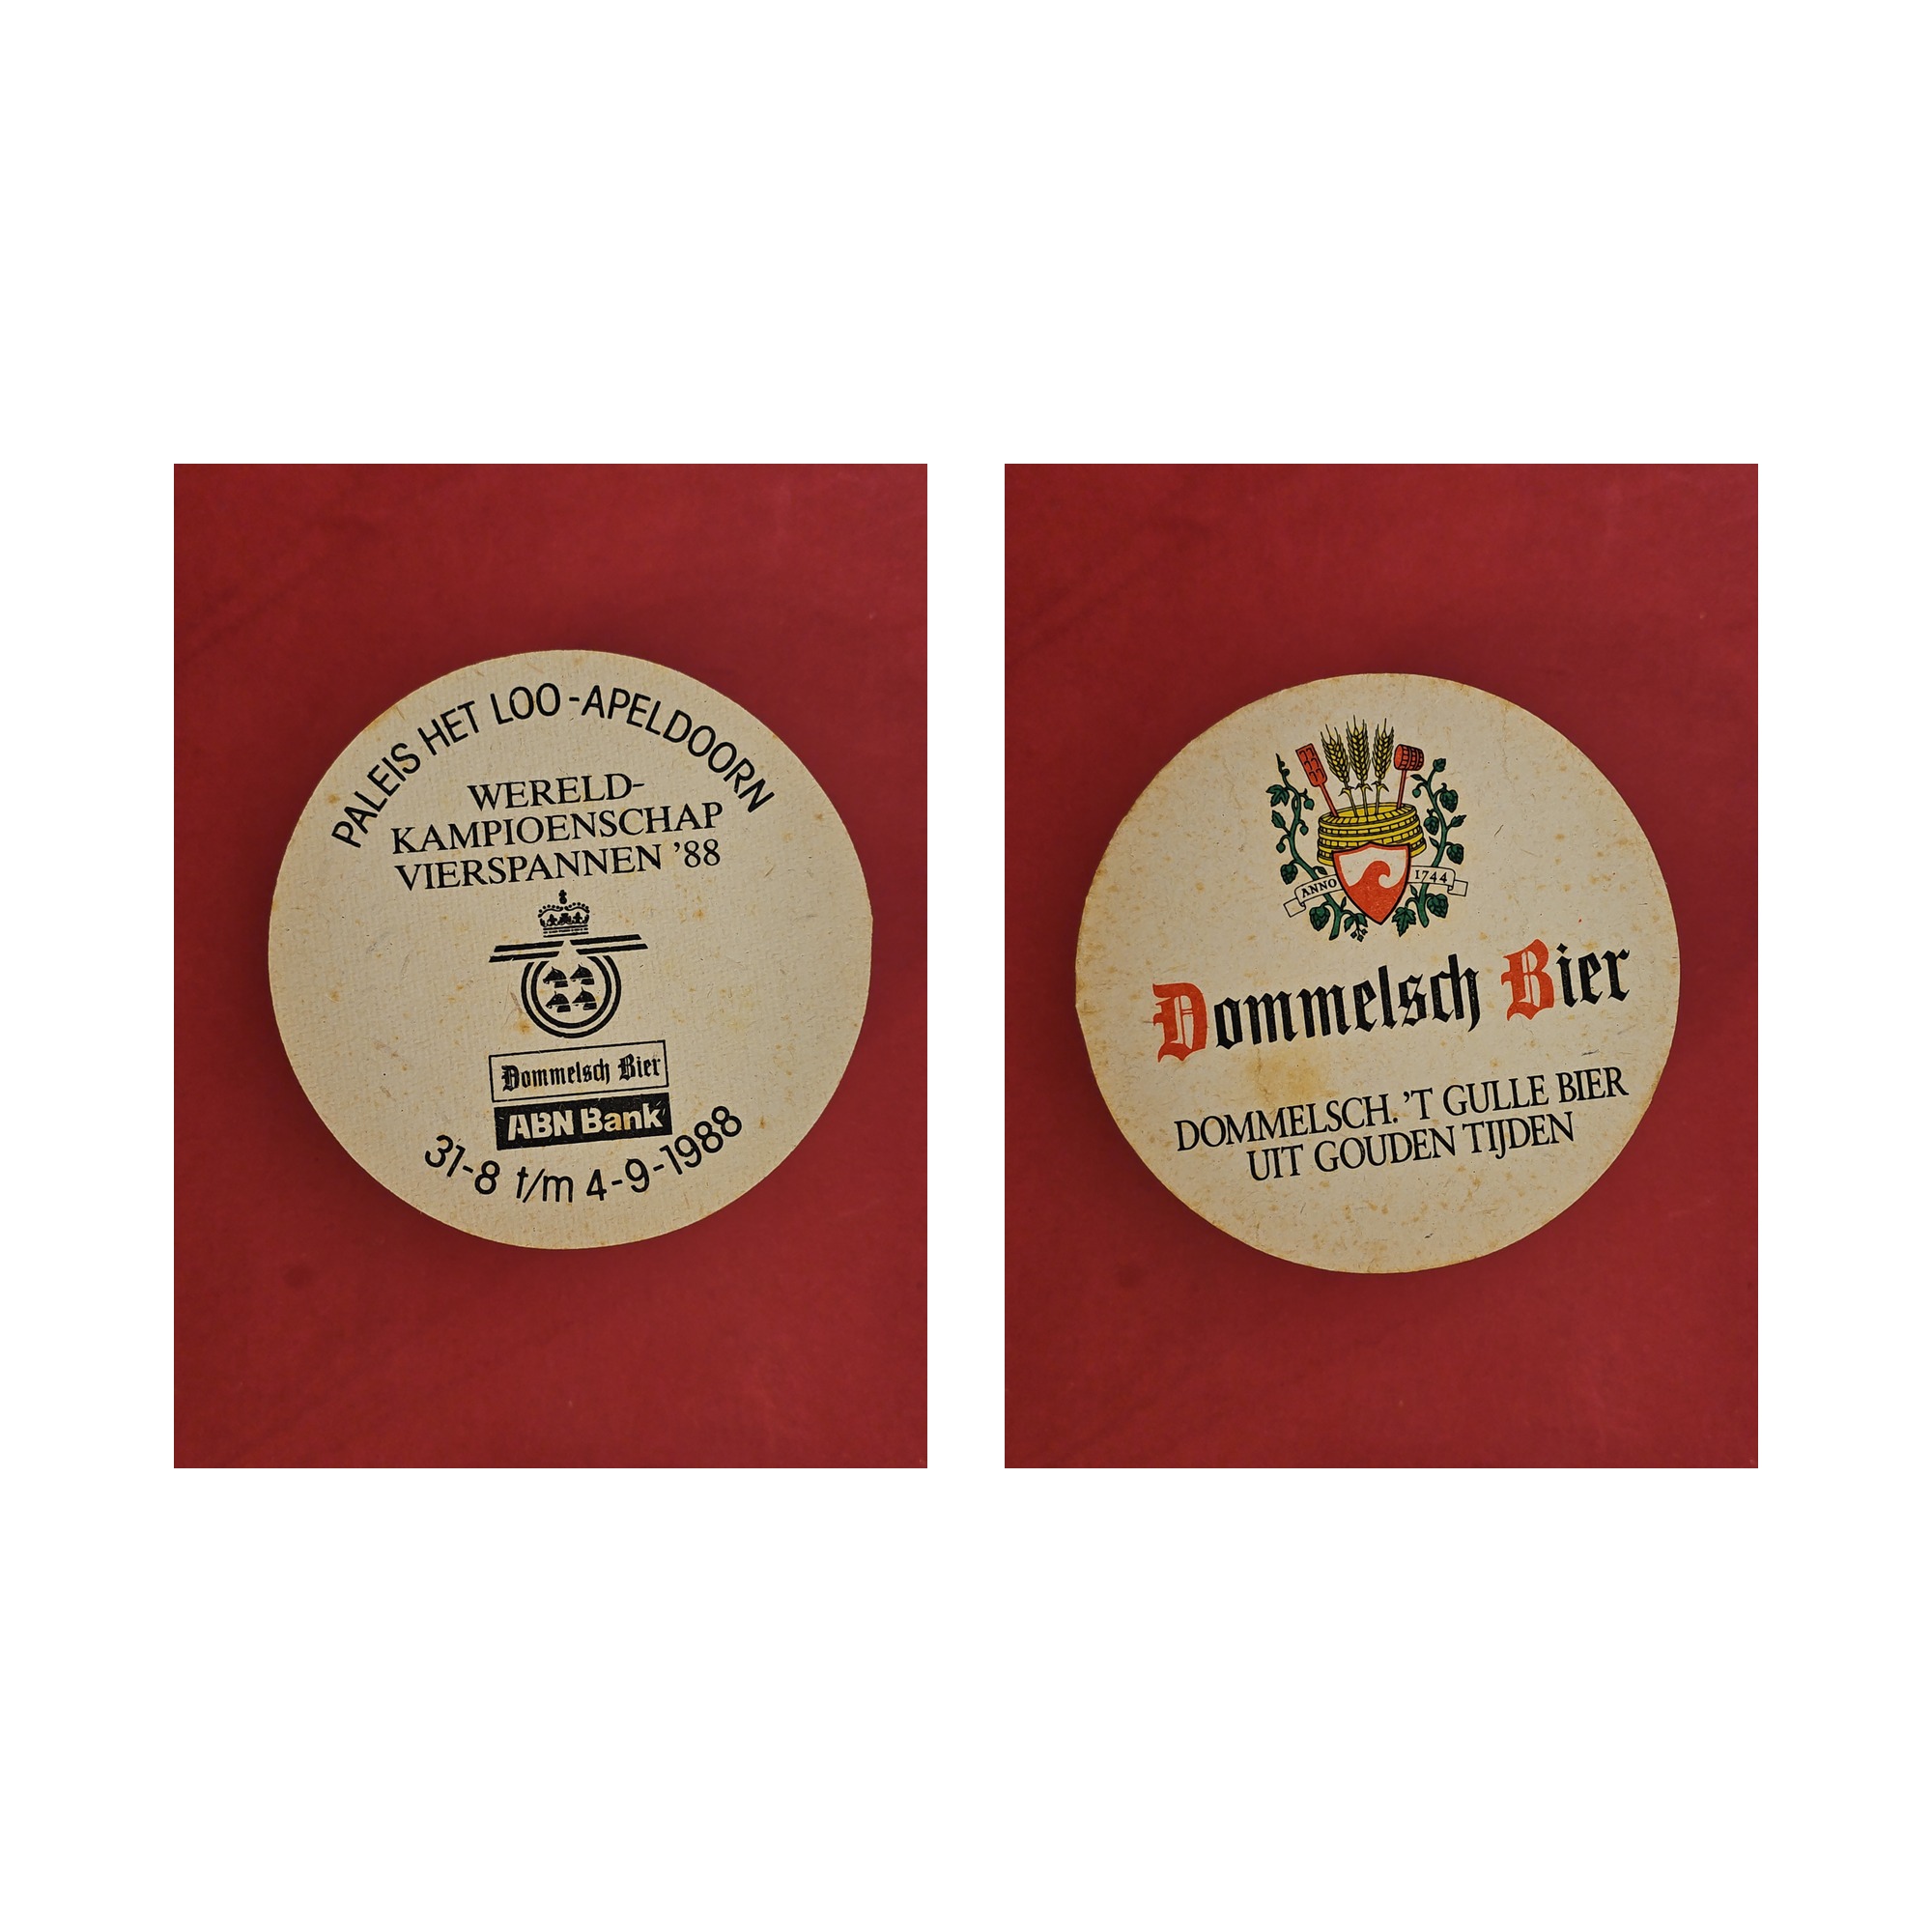 PALEIS HET LOO-APELDOORN
WERELD-
KAMPIOENSCHAP
VIERSPANNEN '88
Dommelsch Bier
ABN Bank
31-8 t/m 4-9-1988
ANNO 1744
Dommelsch Bier
DOMMELSCH. 'T GULLE BIER
UIT GOUDEN TIJDEN